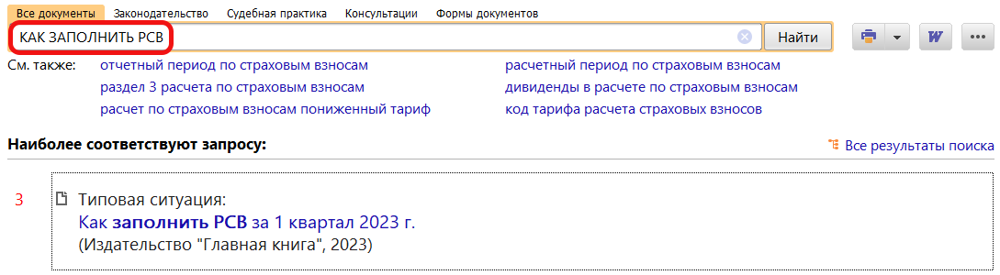 Все документы Законодательство Судебная практика Консультации Формы документов
КАК ЗАПОЛНИТЬ РСВ Найти W
См. также: отчетный период по страховым взносам расчетный период по страховым взносам
раздел 3 расчета по страховым взносам дивиденды в расчете по страховым взносам
расчет по страховым взносам пониженный тариф код тарифа расчета страховых взносов
Наиболее соответствуют запросу: Все результаты поиска
3 Типовая ситуация:
Как заполнить РСВ за 1 квартал 2023 г.
(Издательство "Главная книга", 2023)